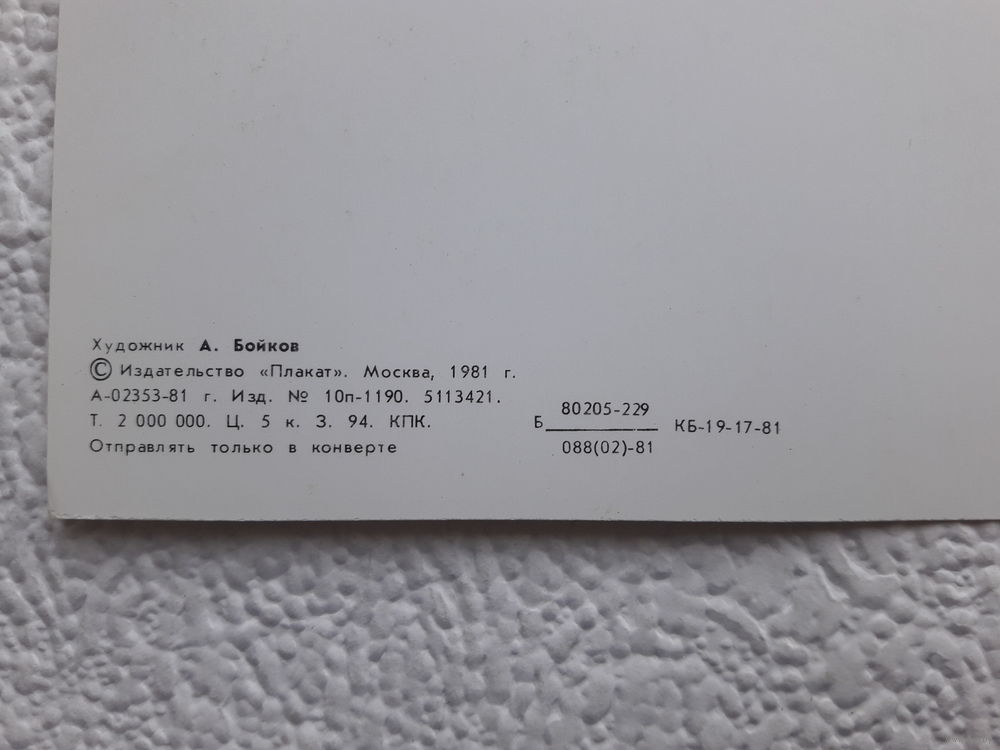 Художник А. Бойков
© Издательство «Плакат». Москва, 1981 г.
А-02353-81 г. Изд. № 10п-1190. 5113421.
Т. 2 000 000. Ц. 5 к. З. 94. КПК.
Отправлять только в конверте
80205-229
Б КБ-19-17-81
088(02)-81